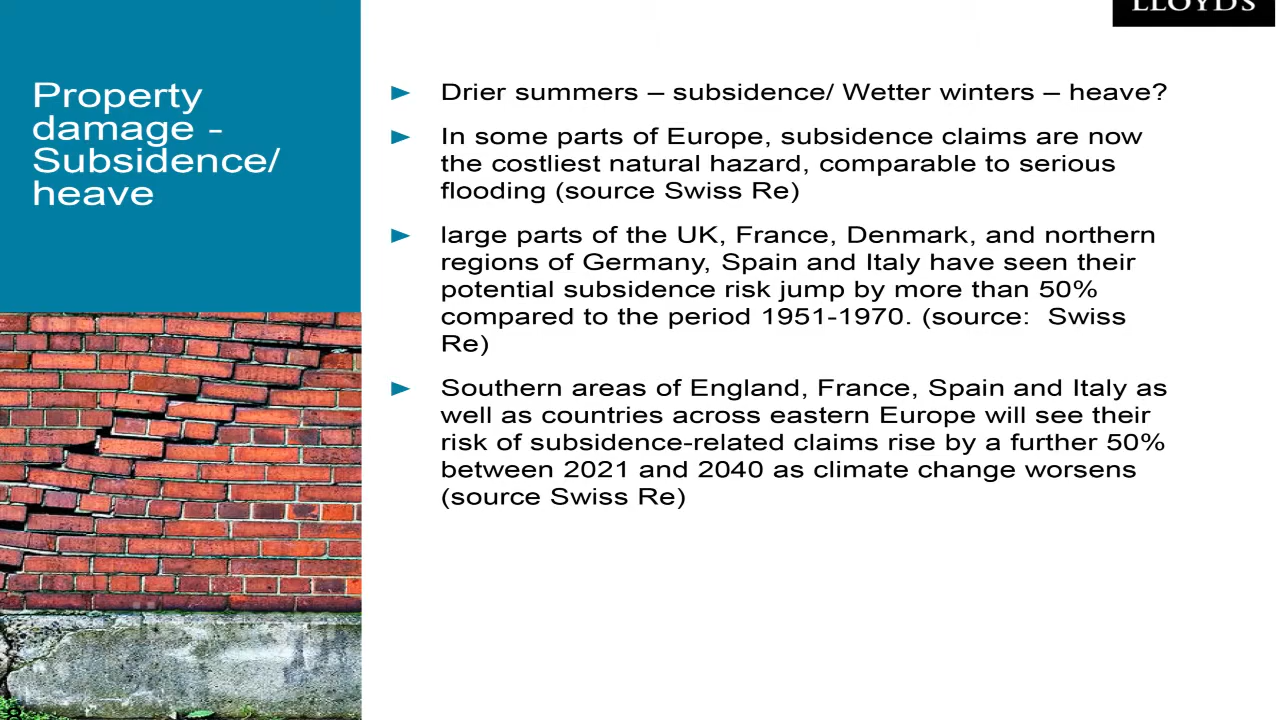 LLOYD'S
Property
damage -
Subsidence/
heave
► Drier summers – subsidence/ Wetter winters – heave?
► In some parts of Europe, subsidence claims are now
the costliest natural hazard, comparable to serious
flooding (source Swiss Re)
► large parts of the UK, France, Denmark, and northern
regions of Germany, Spain and Italy have seen their
potential subsidence risk jump by more than 50%
compared to the period 1951-1970. (source:  Swiss
Re)
► Southern areas of England, France, Spain and Italy as
well as countries across eastern Europe will see their
risk of subsidence-related claims rise by a further 50%
between 2021 and 2040 as climate change worsens
(source Swiss Re)